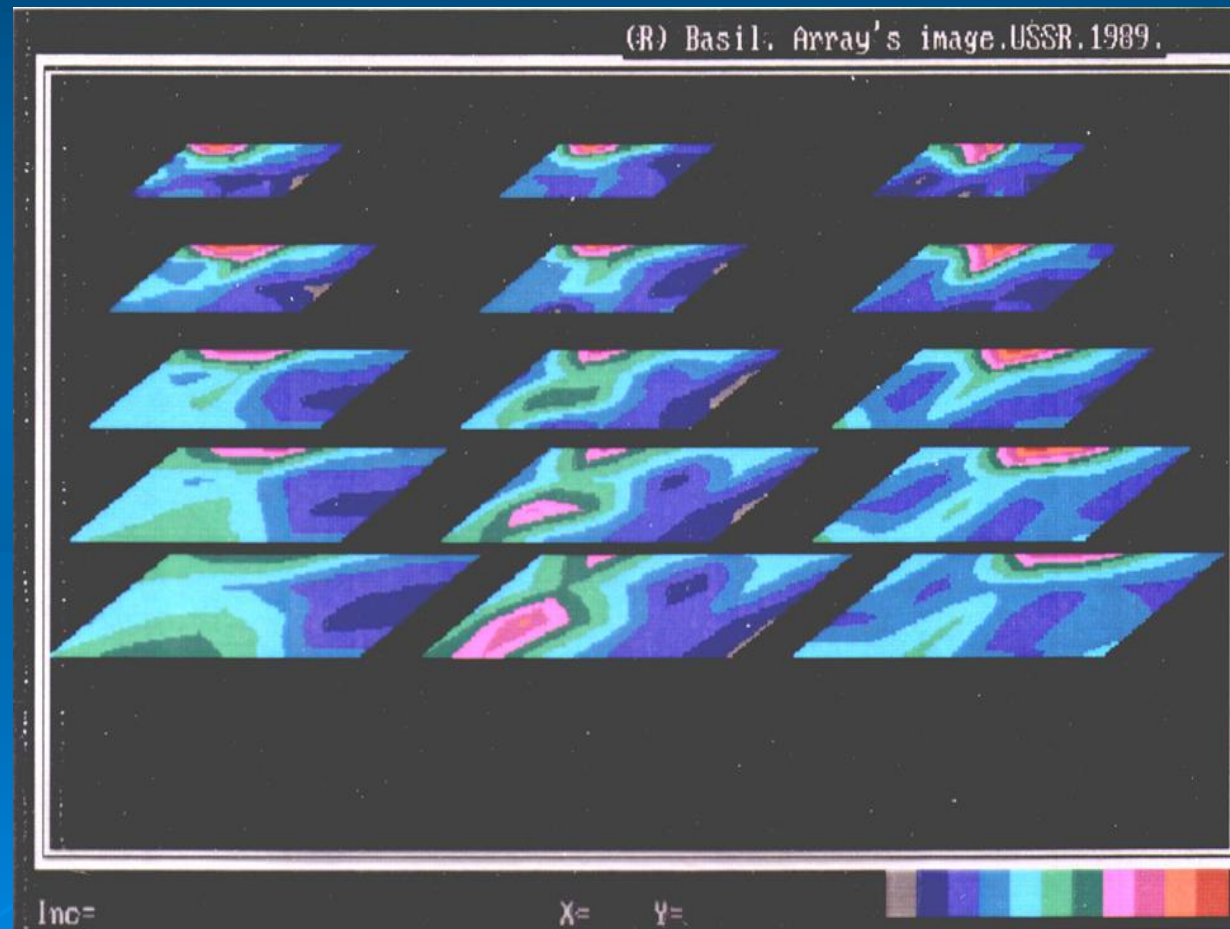 (R) Basil. Array's image.USSR.1989.
Inc= X= Y=